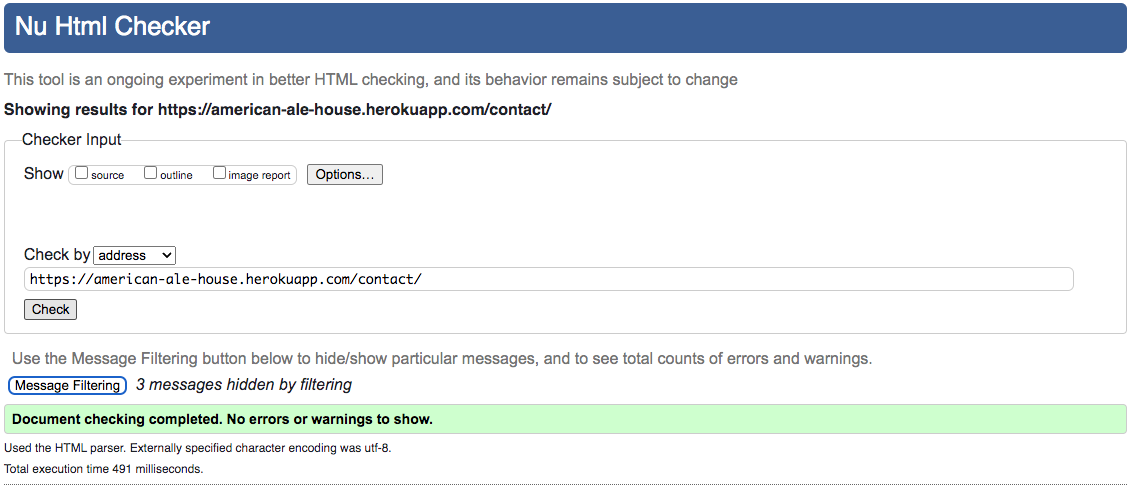 Nu Html Checker
This tool is an ongoing experiment in better HTML checking, and its behavior remains subject to change
Showing results for https://american-ale-house.herokuapp.com/contact/
Checker Input
Show source outline image report Options...
Check by address
https://american-ale-house.herokuapp.com/contact/
Check
Use the Message Filtering button below to hide/show particular messages, and to see total counts of errors and warnings.
Message Filtering 3 messages hidden by filtering
Document checking completed. No errors or warnings to show.
Used the HTML parser. Externally specified character encoding was utf-8.
Total execution time 491 milliseconds.